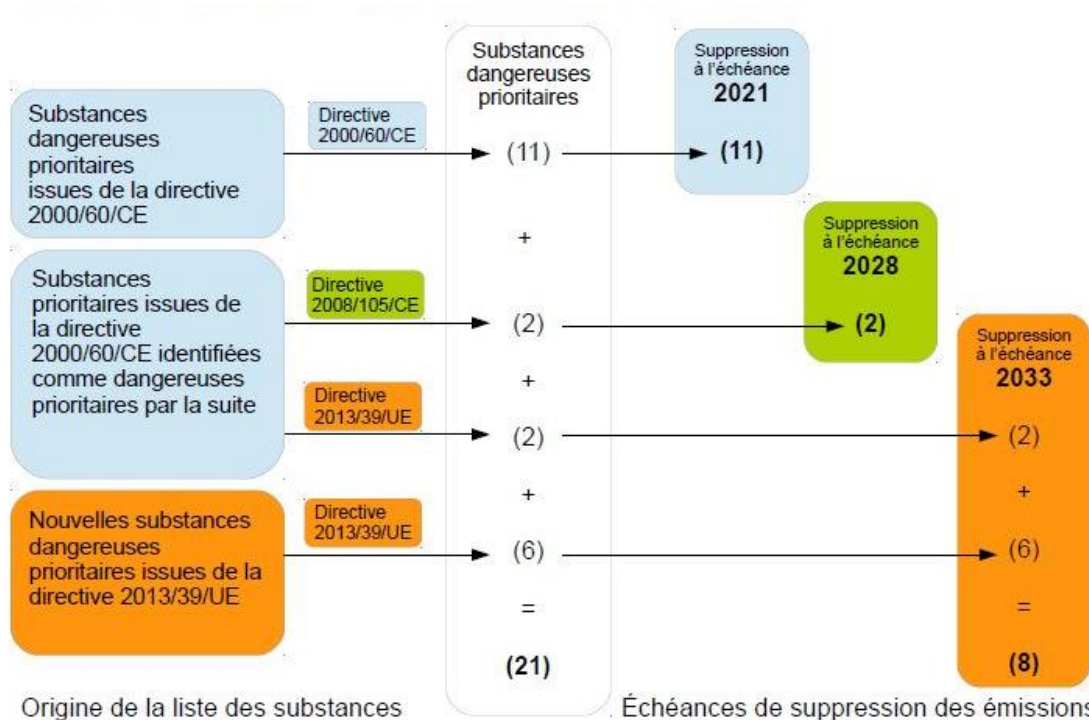 Substances
dangereuses
prioritaires
Suppression
à l'échéance
2021
Substances
dangereuses
prioritaires
issues de la directive
2000/60/CE
Directive
2000/60/CE
(11)
(11)
+
Suppression
à l'échéance
2028
Substances
prioritaires issues de
la directive
2000/60/CE identifiées
comme dangereuses
prioritaires par la suite
Directive
2008/105/CE
(2)
(2)
+
Suppression
à l'échéance
2033
Directive
2013/39/UE
(2)
(2)
+
+
Nouvelles substances
dangereuses
prioritaires issues de la
directive 2013/39/UE
Directive
2013/39/UE
(6)
(6)
=
=
(21)
(8)
Origine de la liste des substances
Échéances de suppression des émissions